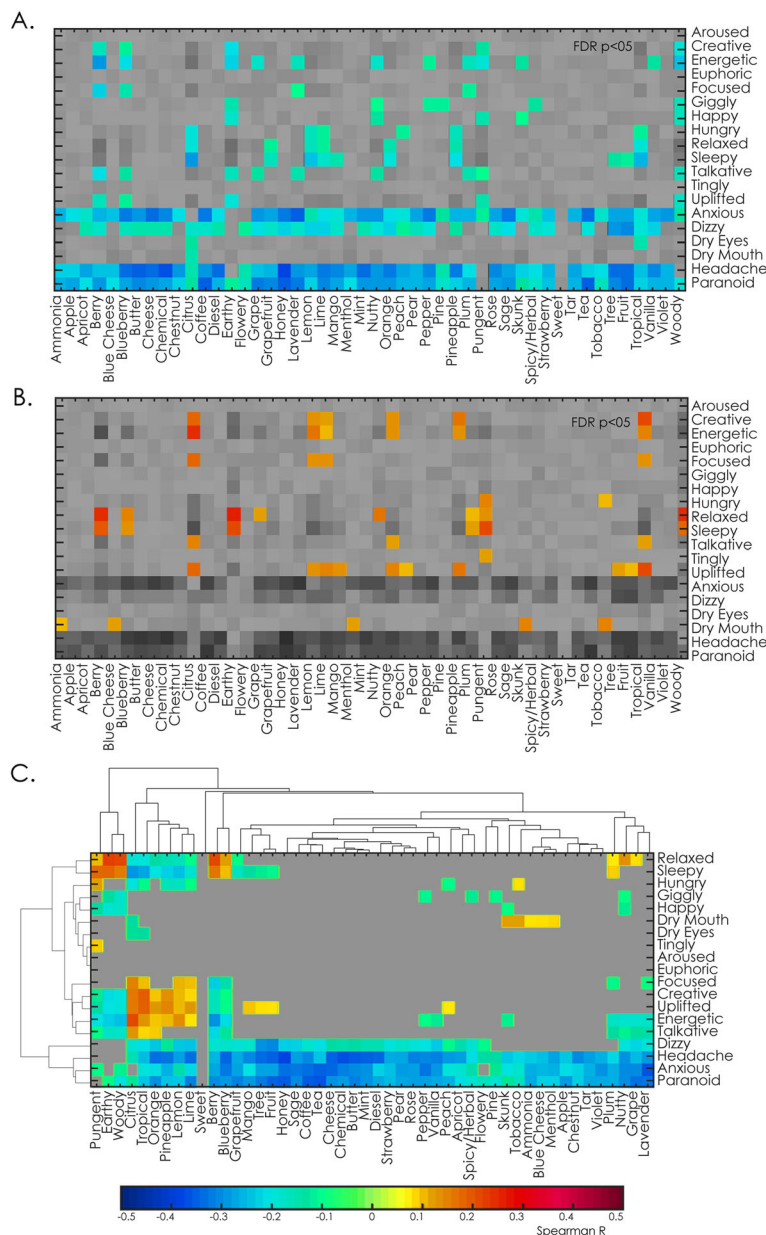 A.
FDR p<05
Aroused
Creative
Energetic
Euphoric
Focused
Giggly
Happy
Hungry
Relaxed
Sleepy
Talkative
Tingly
Uplifted
Anxious
Dizzy
Dry Eyes
Dry Mouth
Headache
Paranoid
Ammonia
Apple
Apricot
Berry
Blue Cheese
Blueberry
Butter
Cheese
Chemical
Chestnut
Citrus
Coffee
Diesel
Earthy
Flowery
Grape
Grapefruit
Honey
Lavender
Lemon
Lime
Mango
Menthol
Mint
Nutty
Orange
Peach
Pear
Pepper
Pine
Pineapple
Plum
Pungent
Rose
Sage
Skunk
Spicy/Herbal
Strawberry
Sweet
Tar
Tea
Tobacco
Tree
Fruit
Tropical
Vanilla
Violet
Woody
B.
FDR p<05
Aroused
Creative
Energetic
Euphoric
Focused
Giggly
Happy
Hungry
Relaxed
Sleepy
Talkative
Tingly
Uplifted
Anxious
Dizzy
Dry Eyes
Dry Mouth
Headache
Paranoid
Ammonia
Apple
Apricot
Berry
Blue Cheese
Blueberry
Butter
Cheese
Chemical
Chestnut
Citrus
Coffee
Diesel
Earthy
Flowery
Grape
Grapefruit
Honey
Lavender
Lemon
Lime
Mango
Menthol
Mint
Nutty
Orange
Peach
Pear
Pepper
Pine
Pineapple
Plum
Pungent
Rose
Sage
Skunk
Spicy/Herbal
Strawberry
Sweet
Tar
Tea
Tobacco
Tree
Fruit
Tropical
Vanilla
Violet
Woody
C.
Relaxed
Sleepy
Hungry
Giggly
Happy
Dry Mouth
Dry Eyes
Tingly
Aroused
Euphoric
Focused
Creative
Uplifted
Energetic
Talkative
Dizzy
Headache
Anxious
Paranoid
Pungent
Earthy
Woody
Citrus
Tropical
Orange
Pineapple
Lemon
Lime
Sweet
Berry
Blueberry
Grapefruit
Mango
Tree
Fruit
Honey
Sage
Coffee
Tea
Cheese
Chemical
Butter
Mint
Diesel
Strawberry
Pear
Rose
Pepper
Vanilla
Peach
Apricot
Spicy/Herbal
Flowery
Pine
Skunk
Tobacco
Ammonia
Blue Cheese
Menthol
Apple
Chestnut
Tar
Violet
Plum
Nutty
Grape
Lavender
-0.5 -0.4 -0.3 -0.2 -0.1 0 0.1 0.2 0.3 0.4 0.5
Spearman R